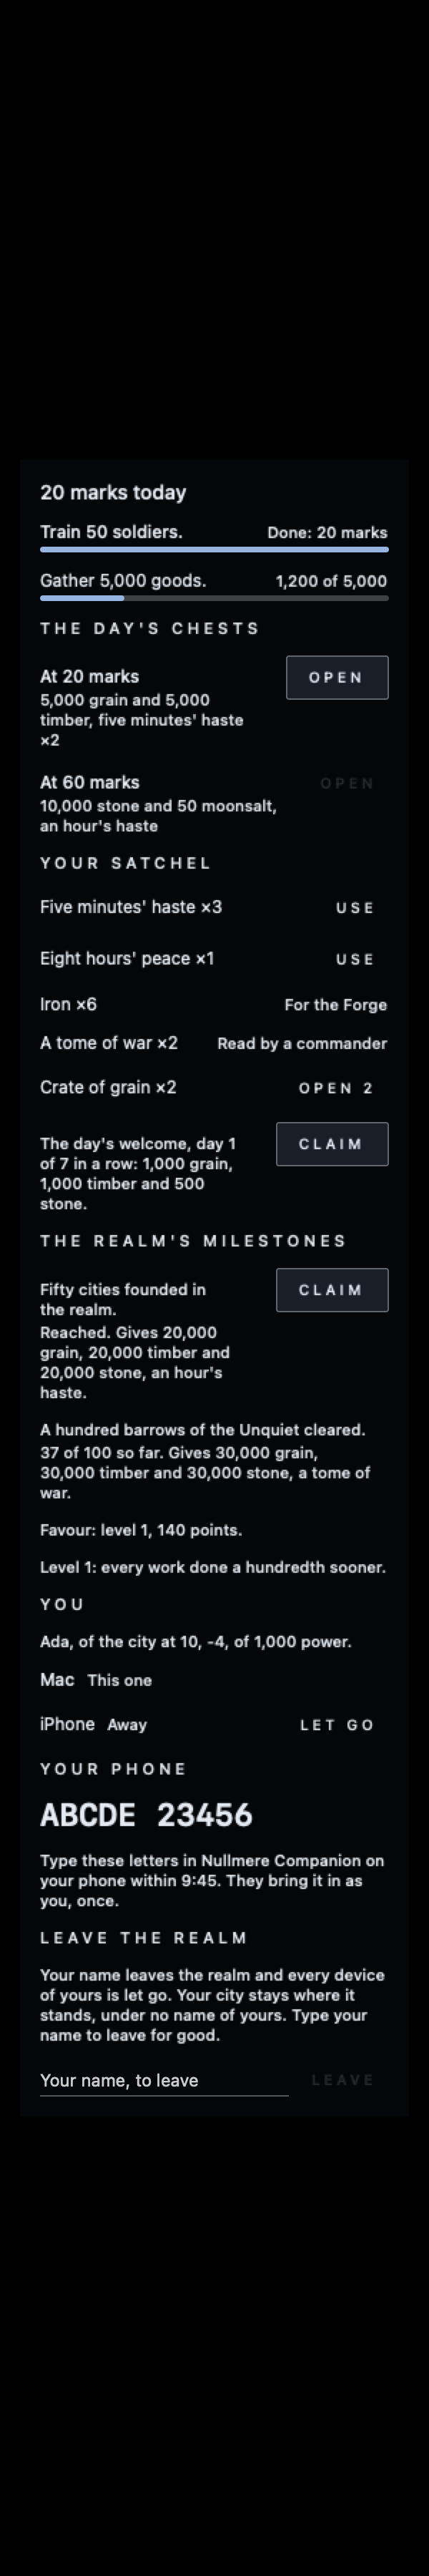 20 marks today
Train 50 soldiers. Done: 20 marks
Gather 5,000 goods. 1,200 of 5,000
THE DAY'S CHESTS
At 20 marks OPEN
5,000 grain and 5,000
timber, five minutes' haste
×2
At 60 marks OPEN
10,000 stone and 50 moonsalt,
an hour's haste
YOUR SATCHEL
Five minutes' haste ×3 USE
Eight hours' peace ×1 USE
Iron ×6 For the Forge
A tome of war ×2 Read by a commander
Crate of grain ×2 OPEN 2
The day's welcome, day 1 CLAIM
of 7 in a row: 1,000 grain,
1,000 timber and 500
stone.
THE REALM'S MILESTONES
Fifty cities founded in CLAIM
the realm.
Reached. Gives 20,000
grain, 20,000 timber and
20,000 stone, an hour's
haste.
A hundred barrows of the Unquiet cleared.
37 of 100 so far. Gives 30,000 grain,
30,000 timber and 30,000 stone, a tome of
war.
Favour: level 1, 140 points.
Level 1: every work done a hundredth sooner.
YOU
Ada, of the city at 10, -4, of 1,000 power.
Mac This one
iPhone Away LET GO
YOUR PHONE
ABCDE 23456
Type these letters in Nullmere Companion on
your phone within 9:45. They bring it in as
you, once.
LEAVE THE REALM
Your name leaves the realm and every device
of yours is let go. Your city stays where it
stands, under no name of yours. Type your
name to leave for good.
Your name, to leave LEAVE